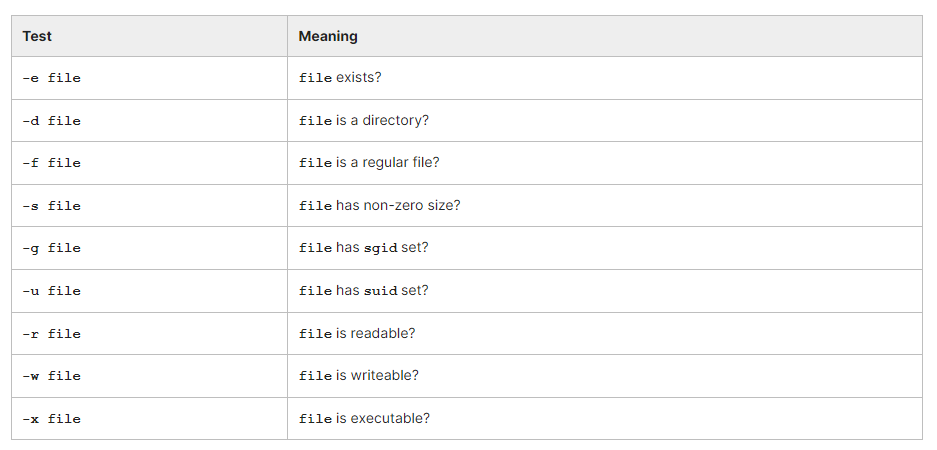 Test Meaning
-e file file exists?
-d file file is a directory?
-f file file is a regular file?
-s file file has non-zero size?
-g file file has sgid set?
-u file file has suid set?
-r file file is readable?
-w file file is writeable?
-x file file is executable?